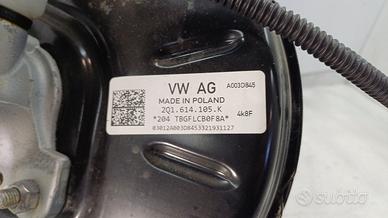 VW AG A003D845
MADE IN POLAND
2Q1.614.105.K 4k8F
*204 TBGFLCB0F8A*
03012A003D8453321931127
subito